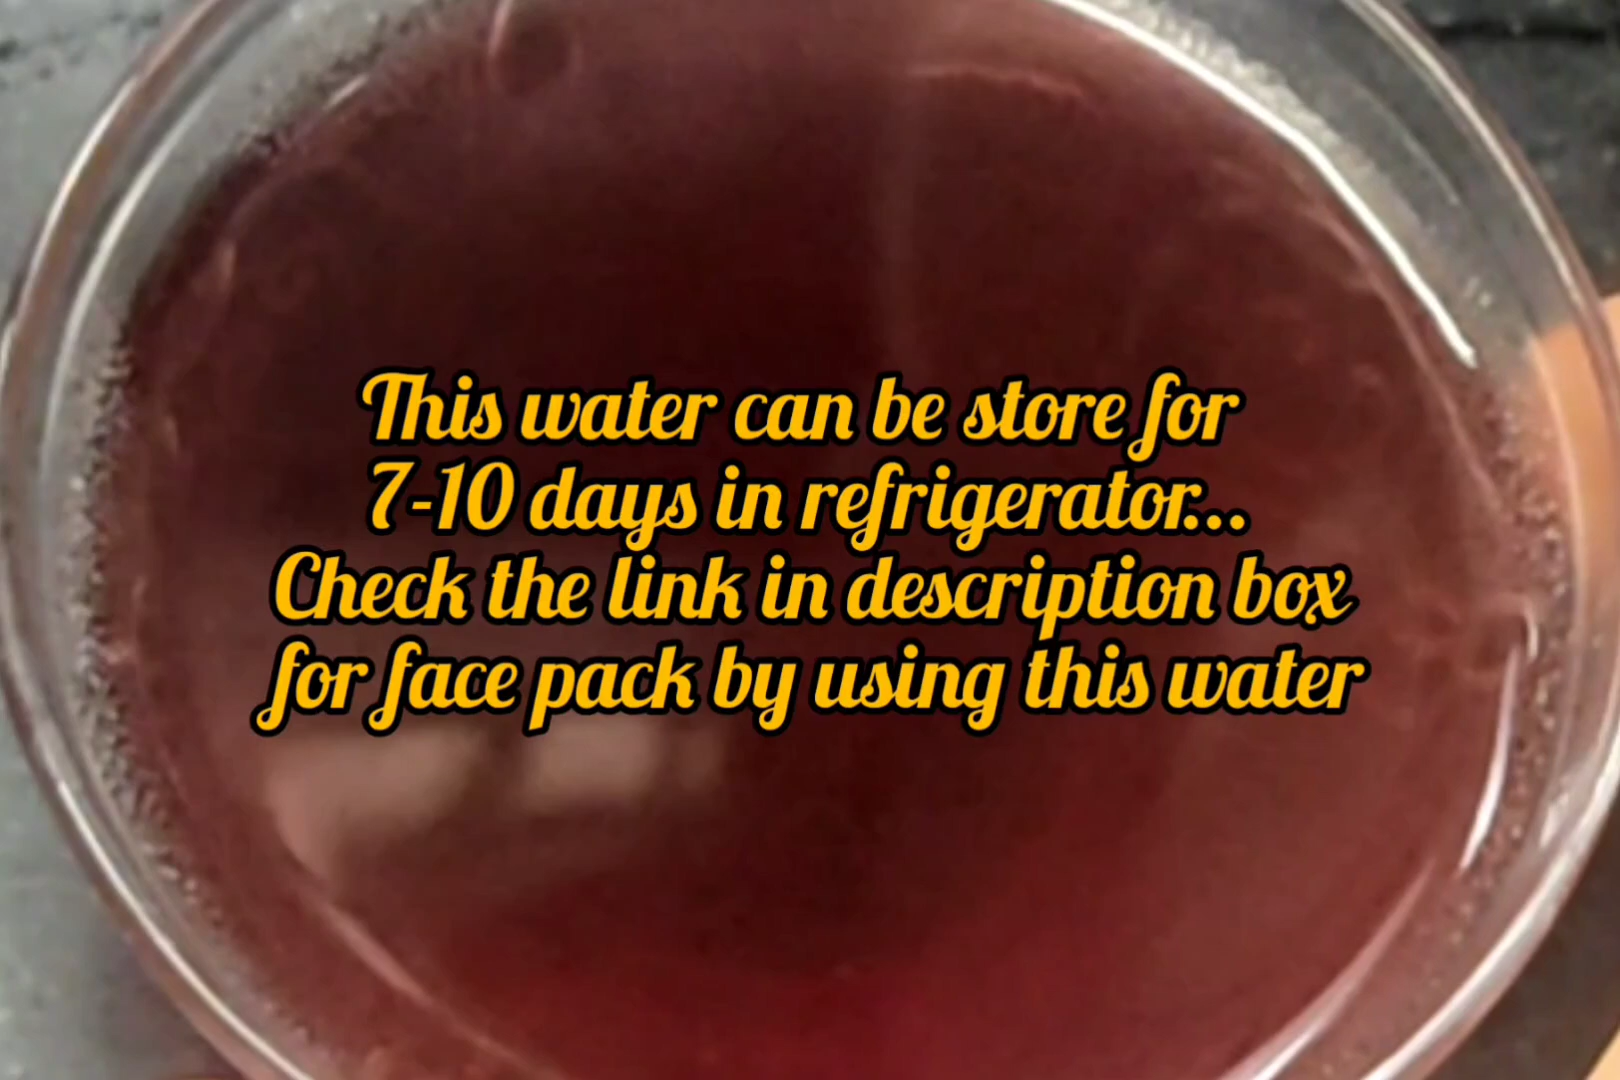 This water can be store for
7-10 days in refrigerator...
Check the link in description box
for face pack by using this water